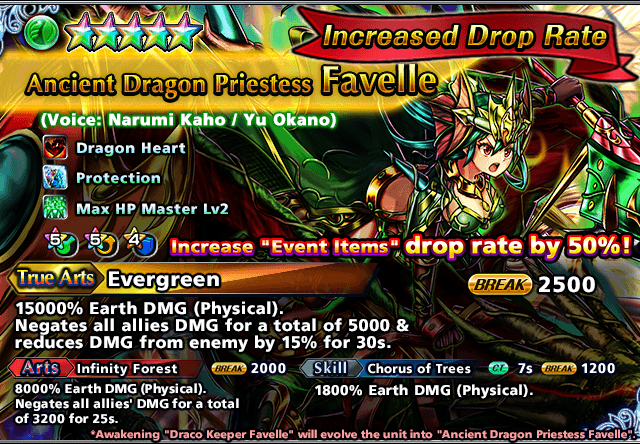 Increased Drop Rate
Ancient Dragon Priestess Favelle
(Voice: Narumi Kaho / Yu Okano)
Dragon Heart
Protection
Max HP Master Lv2
5 5 4
Increase "Event Items" drop rate by 50%!
True Arts Evergreen BREAK 2500
15000% Earth DMG (Physical).
Negates all allies DMG for a total of 5000 &
reduces DMG from enemy by 15% for 30s.
Arts Infinity Forest BREAK 2000
8000% Earth DMG (Physical).
Negates all allies' DMG for a total
of 3200 for 25s.
Skill Chorus of Trees CT 7s BREAK 1200
1800% Earth DMG (Physical).
*Awakening "Draco Keeper Favelle" will evolve the unit into "Ancient Dragon Priestess Favelle"